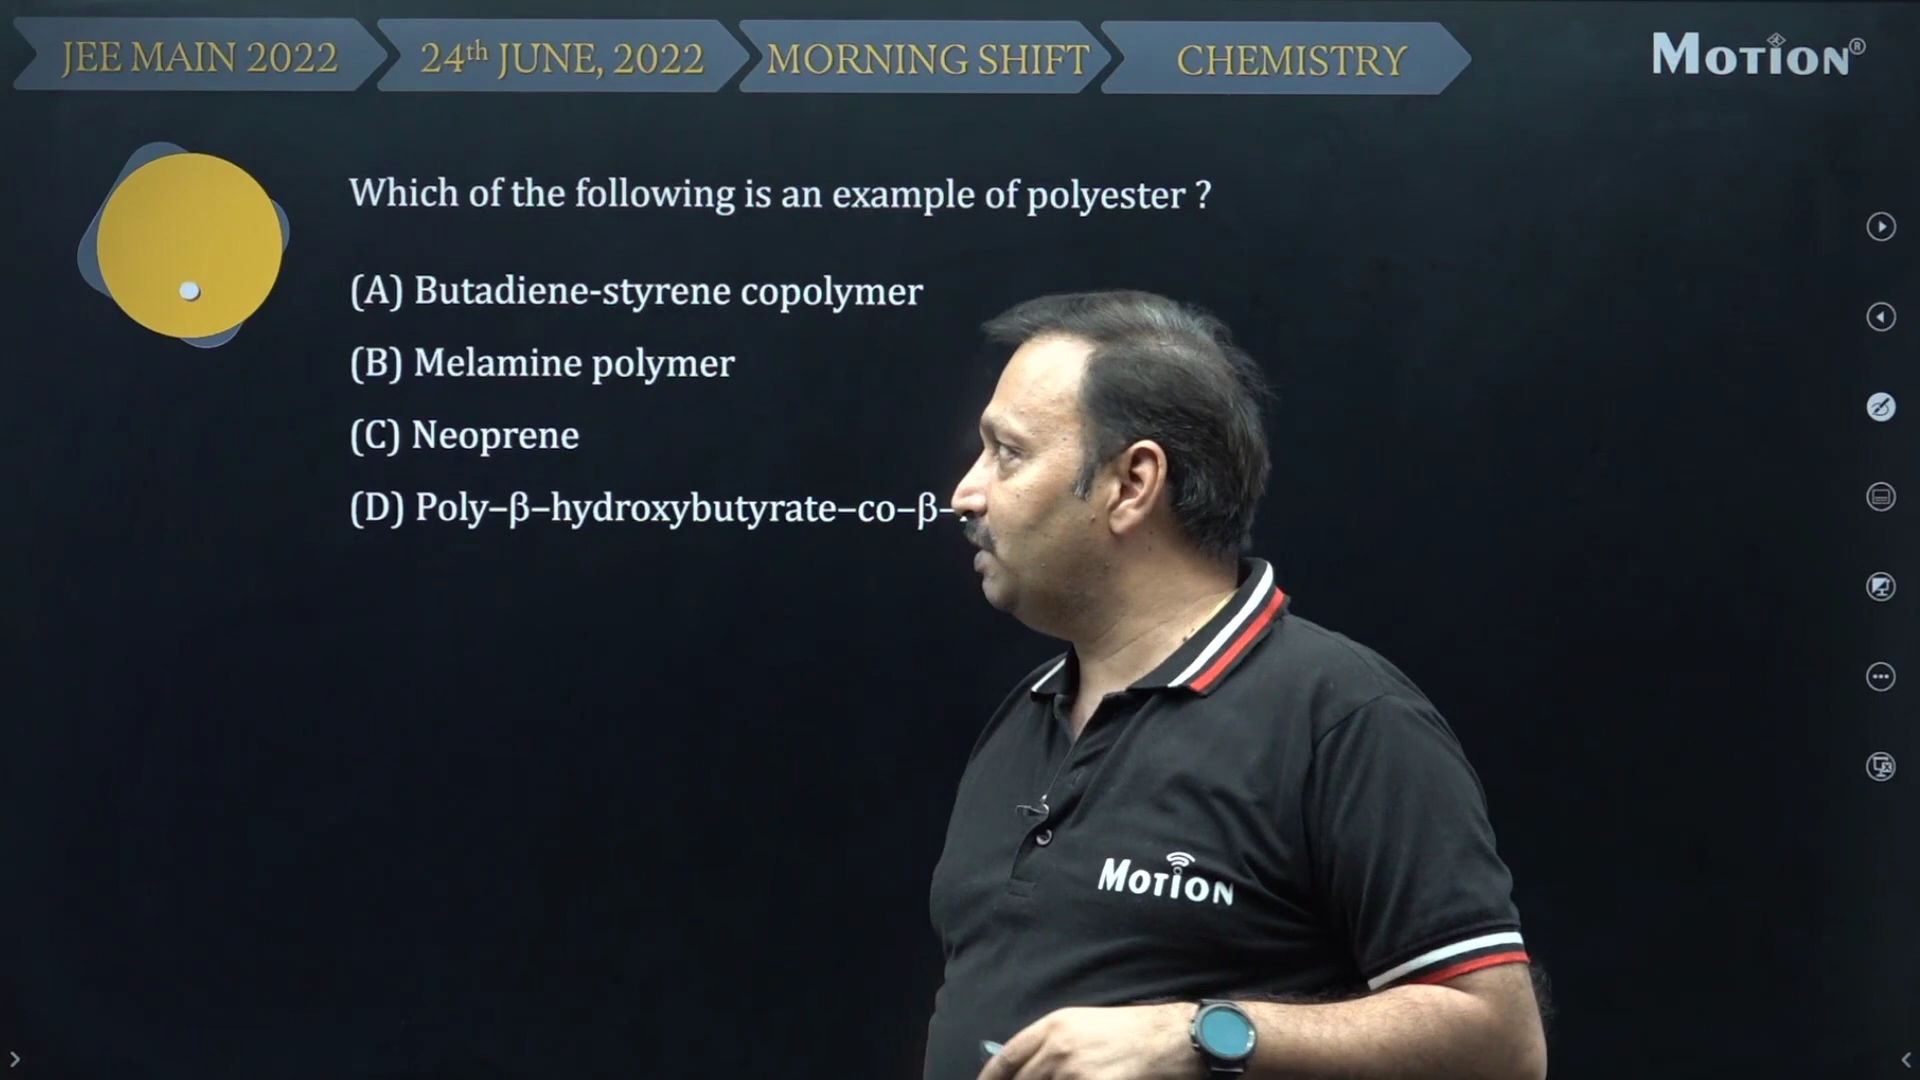 JEE MAIN 2022
24th JUNE, 2022
MORNING SHIFT
CHEMISTRY
MOTION®
Which of the following is an example of polyester ?
(A) Butadiene-styrene copolymer
(B) Melamine polymer
(C) Neoprene
(D) Poly–β–hydroxybutyrate–co–β–
MOTION